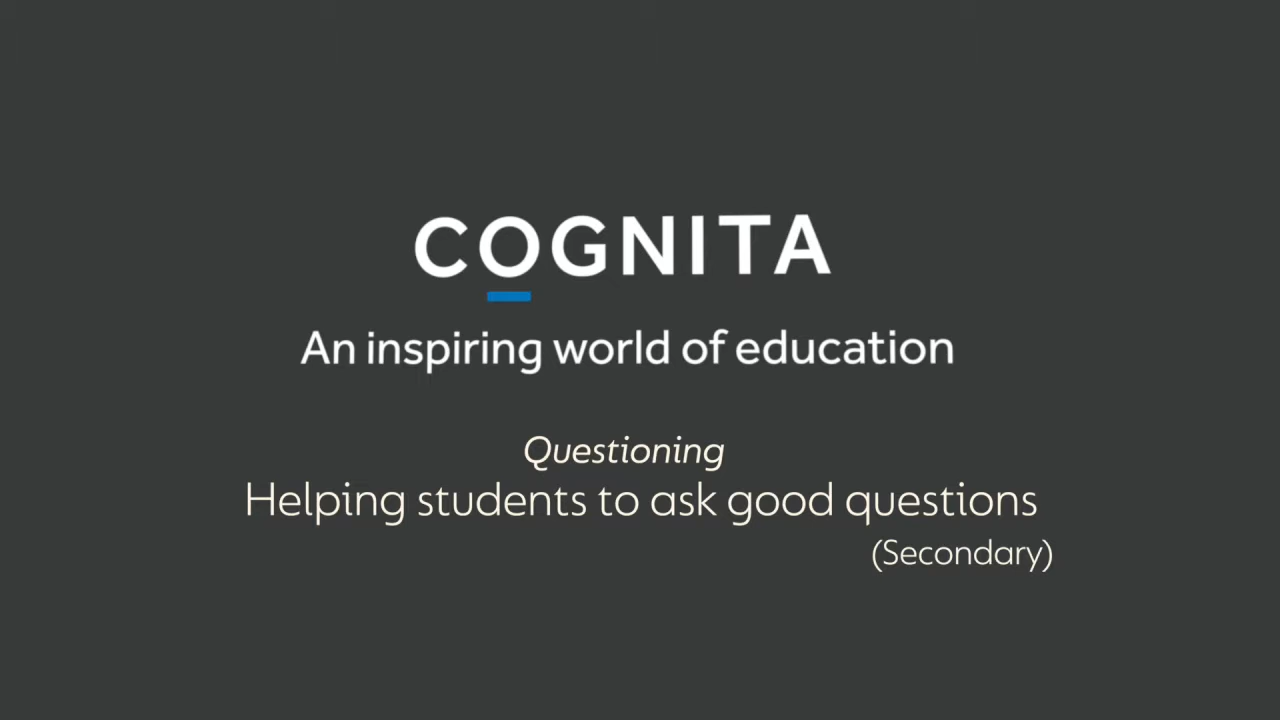 COGNITA
An inspiring world of education
Questioning
Helping students to ask good questions
(Secondary)